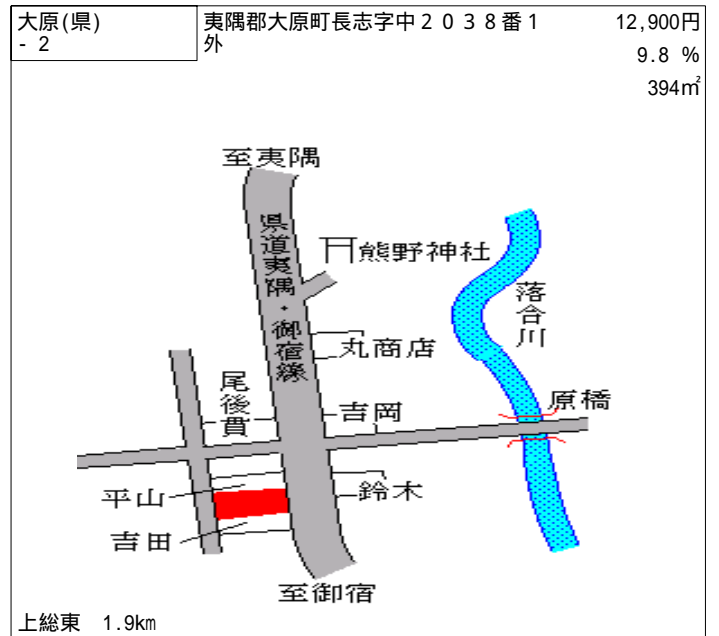 大原(県)
- 2
夷隅郡大原町長志字中２０３８番１
外
12,900円
9.8 %
394㎡
至夷隅
県道夷隅・御宿線
熊野神社
落合川
丸商店
尾後貫
吉岡
原橋
平山
鈴木
吉田
至御宿
上総東 1.9km